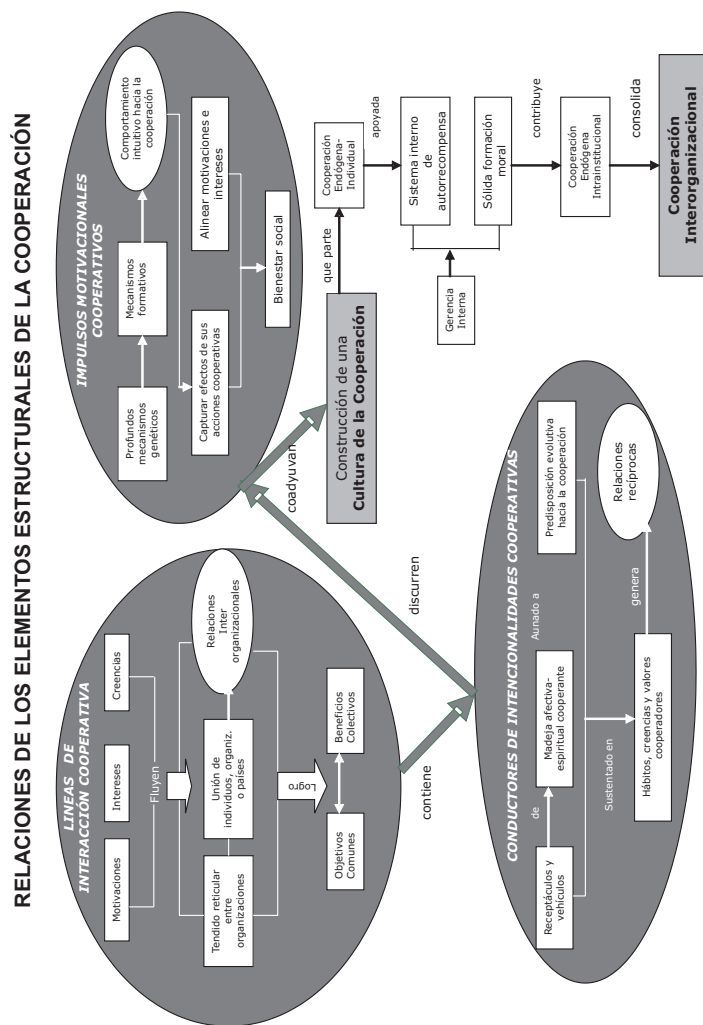 RELACIONES DE LOS ELEMENTOS ESTRUCTURALES DE LA COOPERACIÓN
LINEAS DE
INTERACCIÓN COOPERATIVA
Motivaciones
Intereses
Creencias
Fluyen
Tendido reticular
entre
organizaciones
Unión de
individuos, organiz.
o países
Relaciones
Inter
organizacionales
Logro
Objetivos
Comunes
Beneficios
Colectivos
contiene
discurren
coadyuvan
IMPULSOS MOTIVACIONALES
COOPERATIVOS
Profundos
mecanismos
genéticos
Mecanismos
formativos
Comportamiento
intuitivo hacia la
cooperación
Capturar efectos de sus
acciones cooperativas
Alinear motivaciones e
intereses
Bienestar social
Construcción de una
Cultura de la Cooperación
que parte
Cooperación
Endógena-
Individual
apoyada
Sistema interno
de
autorrecompensa
Sólida formación
moral
Gerencia
Interna
contribuye
Cooperación
Endógena
Intrainsitucional
consolida
Cooperación
Interorganizacional
CONDUCTORES DE INTENCIONALIDADES COOPERATIVAS
Receptáculos y
vehículos
de
Madeja afectiva-
espiritual cooperante
Aunado a
Predisposición evolutiva
hacia la cooperación
Sustentado en
Hábitos, creencias y valores
cooperadores
genera
Relaciones
recíprocas